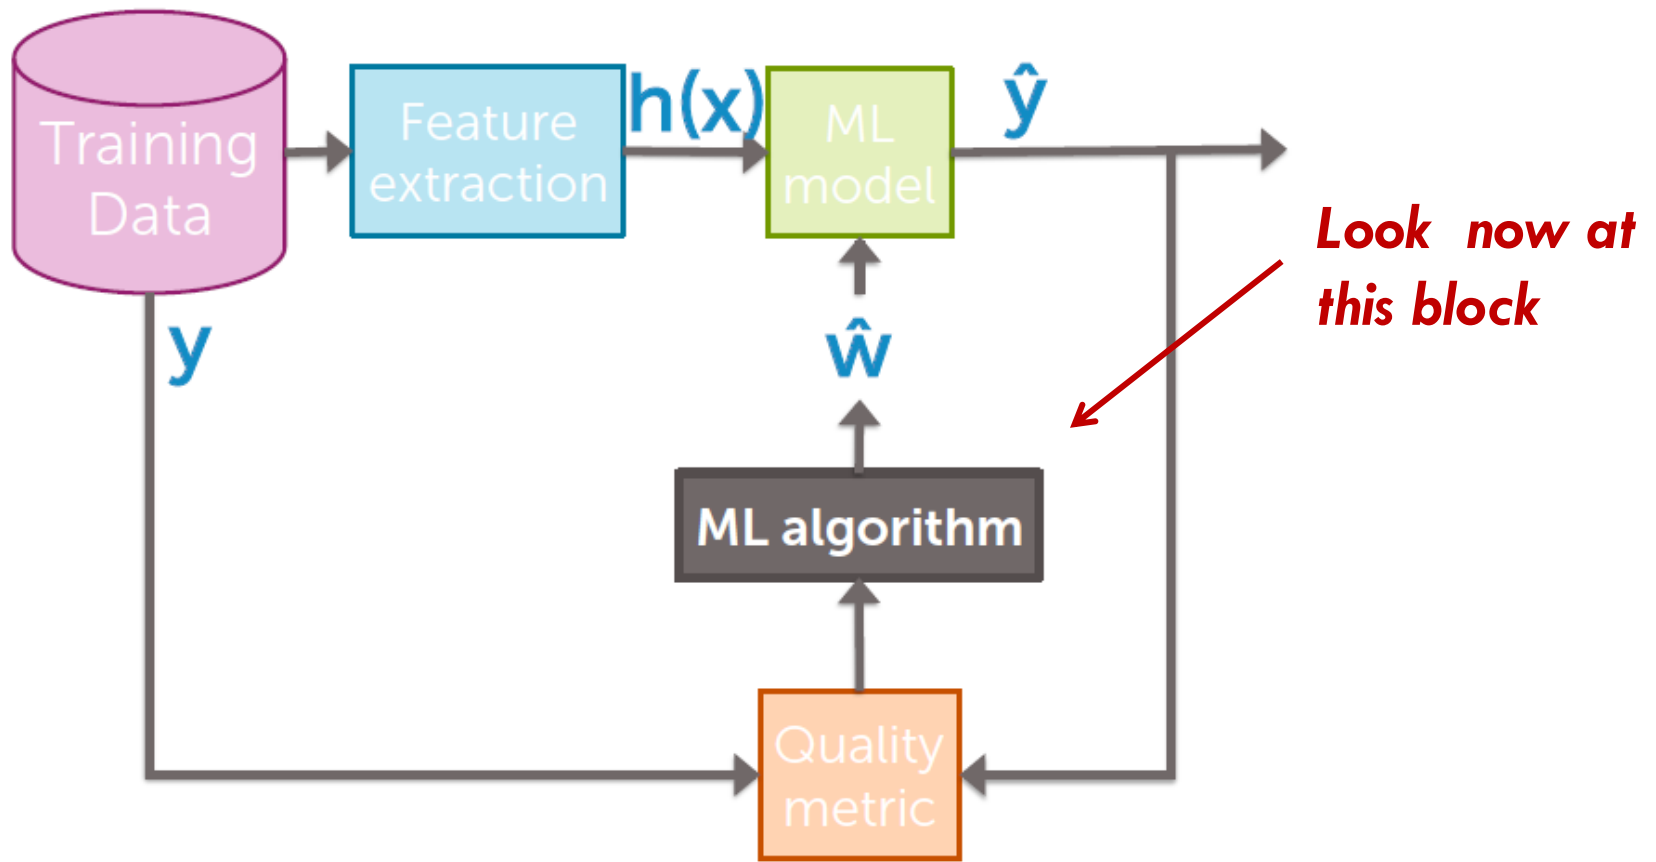 Training
Data
Feature
extraction
h(x)
ML
model
ŷ
Look now at
this block
y
ŵ
ML algorithm
Quality
metric